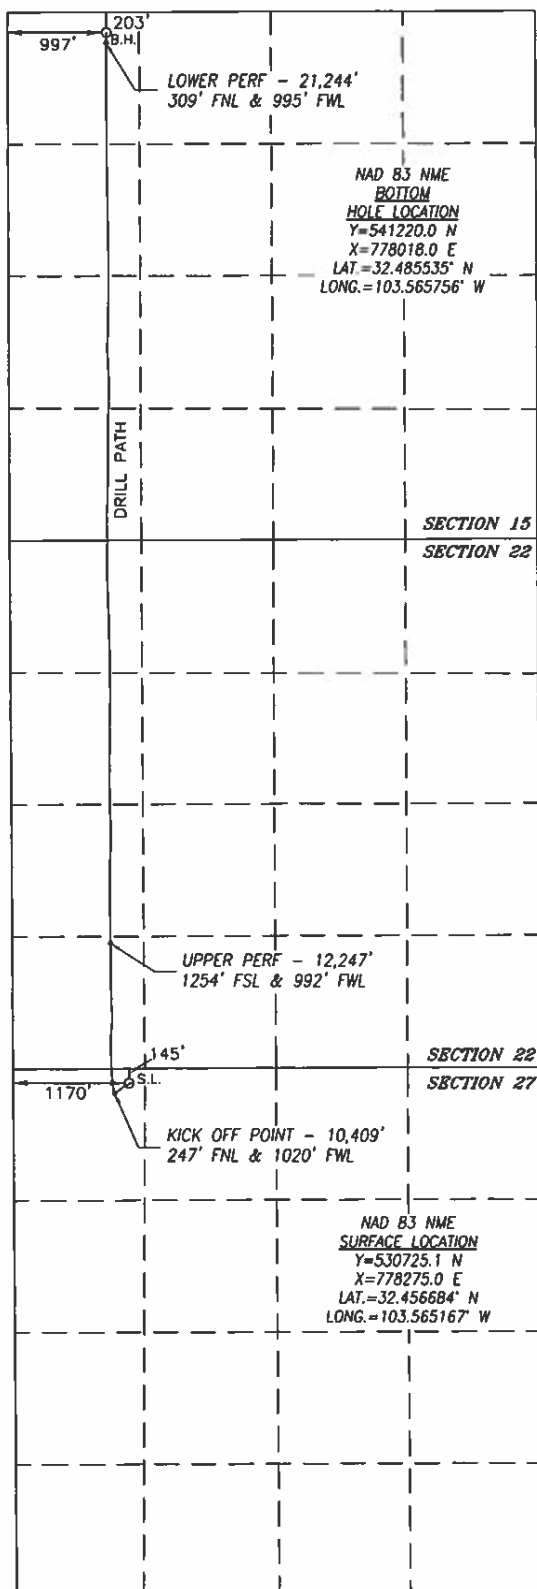 203'
997'
B.H.
LOWER PERF - 21,244'
309' FNL & 995' FWL
NAD 83 NME
BOTTOM
HOLE LOCATION
Y=541220.0 N
X=778018.0 E
LAT.=32.485535° N
LONG.=103.565756° W
DRILL PATH
SECTION 15
SECTION 22
UPPER PERF - 12,247'
1254' FSL & 992' FWL
145'
SECTION 22
1170'
S.L.
SECTION 27
KICK OFF POINT - 10,409'
247' FNL & 1020' FWL
NAD 83 NME
SURFACE LOCATION
Y=530725.1 N
X=778275.0 E
LAT.=32.456684° N
LONG.=103.565167° W